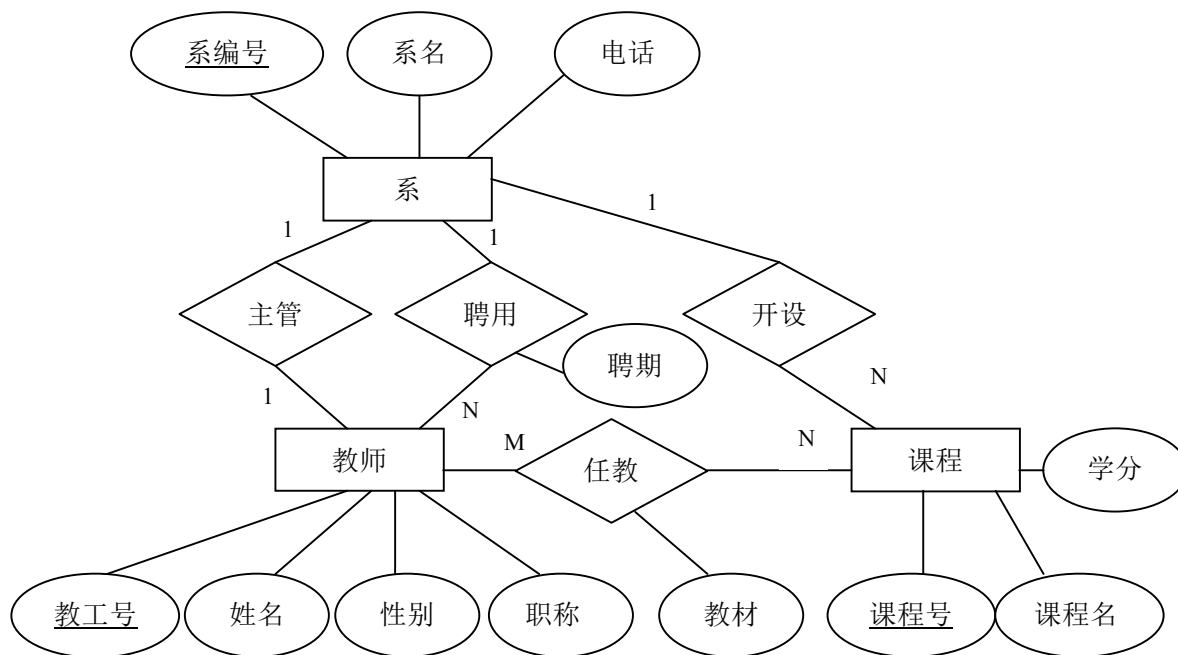 系编号
系名
电话
系
1
1
1
主管
聘用
开设
聘期
1
N
N
教师
M
任教
N
课程
学分
教工号
姓名
性别
职称
教材
课程号
课程名